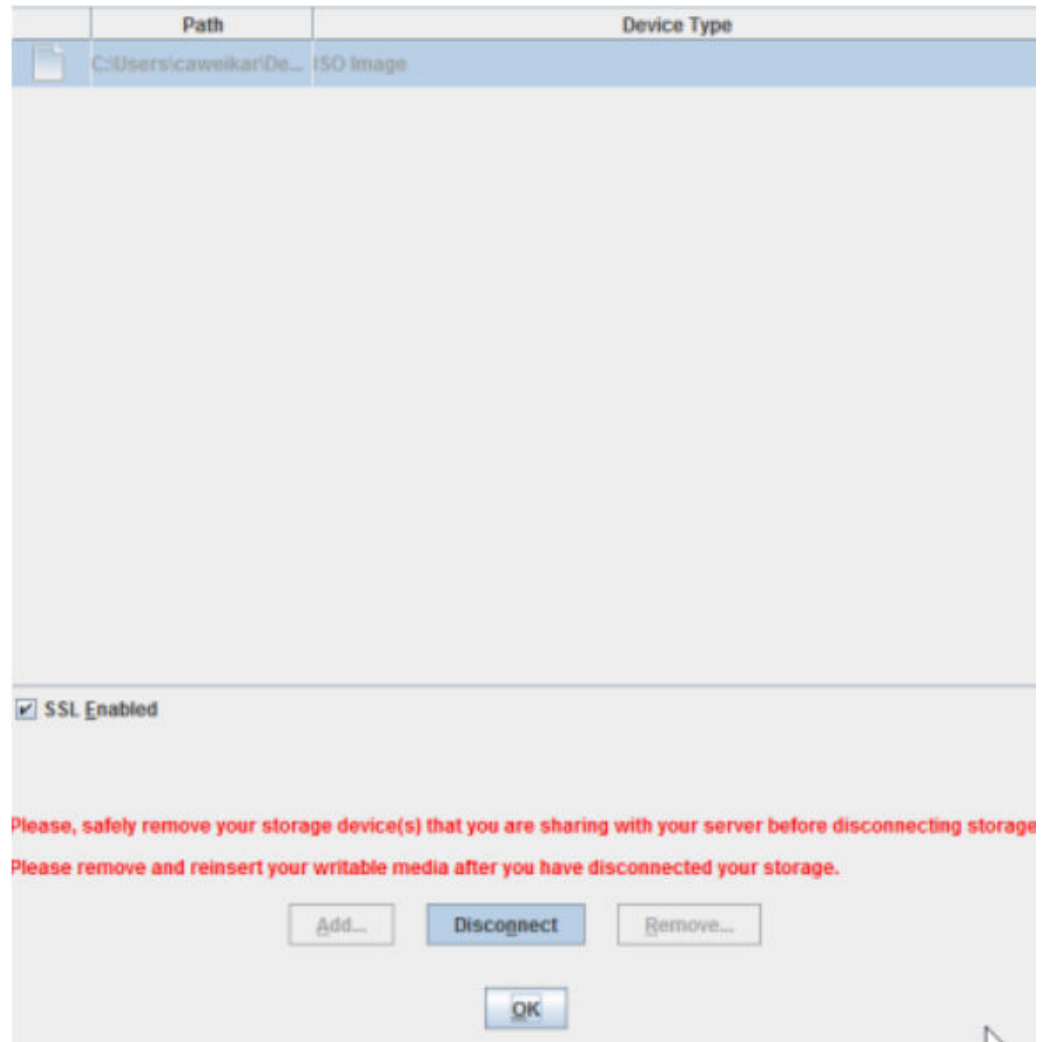 Path Device Type
C:\Users\caweikar\De... ISO Image
SSL Enabled
Please, safely remove your storage device(s) that you are sharing with your server before disconnecting storage
Please remove and reinsert your writable media after you have disconnected your storage.
Add... Disconnect Remove...
OK